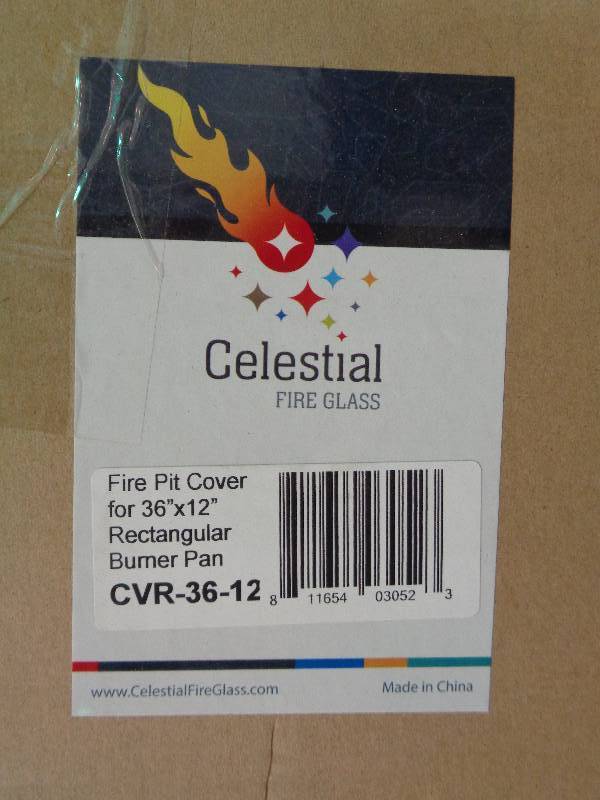 Celestial
FIRE GLASS
Fire Pit Cover
for 36”x12”
Rectangular
Burner Pan
CVR-36-12
8 11654 03052 3
www.CelestialFireGlass.com
Made in China